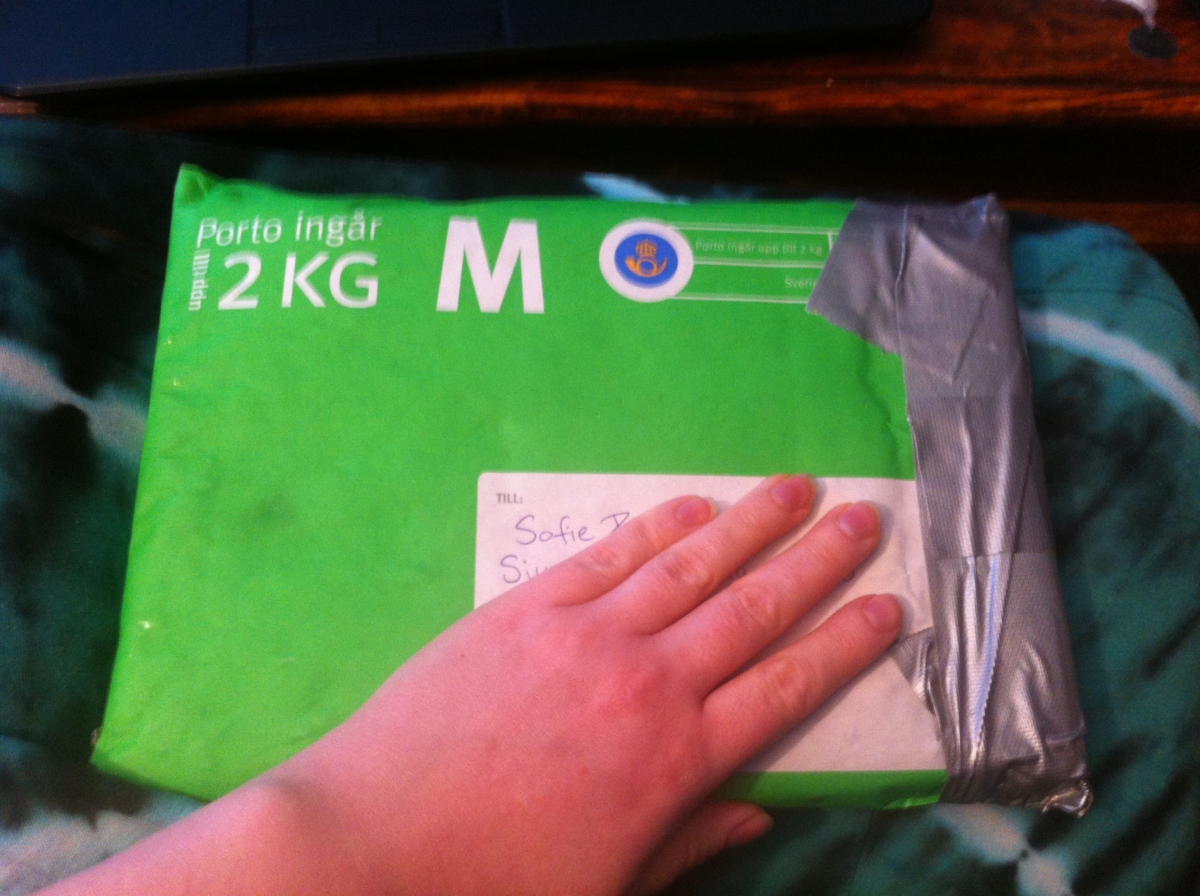 Porto ingår
upp till
2 KG
M
Porto ingår upp till 2 kg
TILL:
Sofie